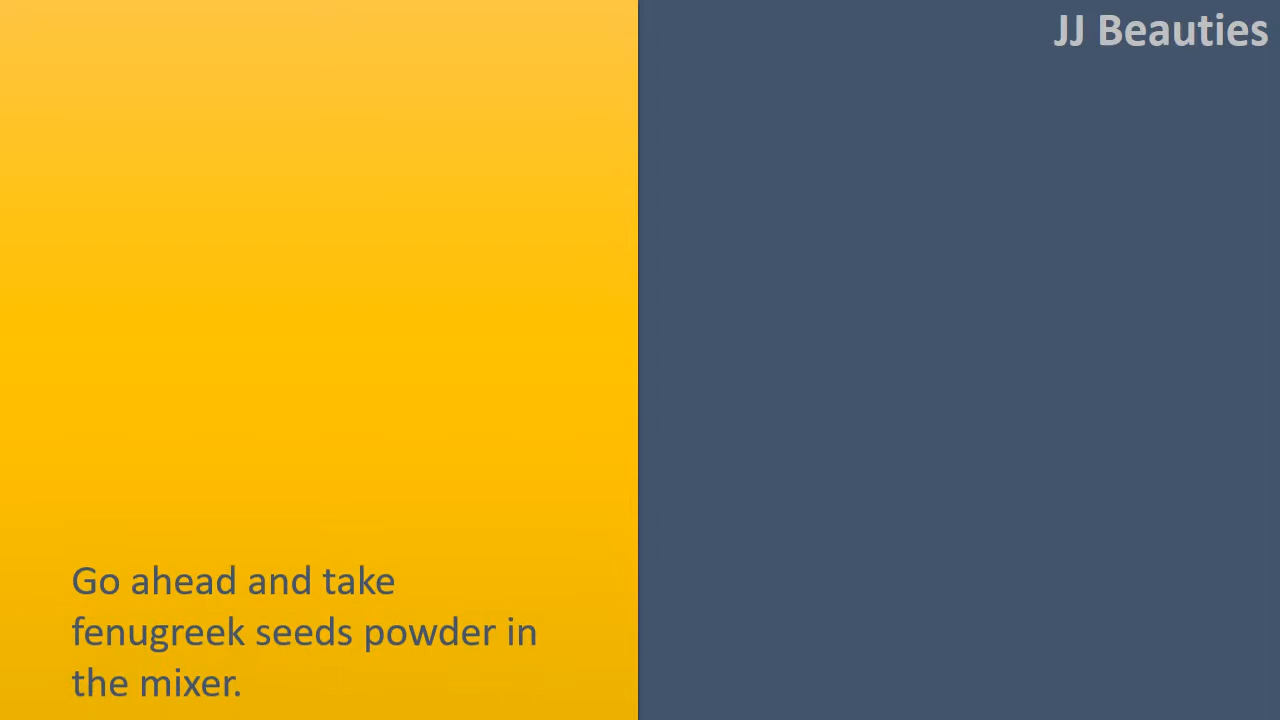 JJ Beauties
Go ahead and take
fenugreek seeds powder in
the mixer.